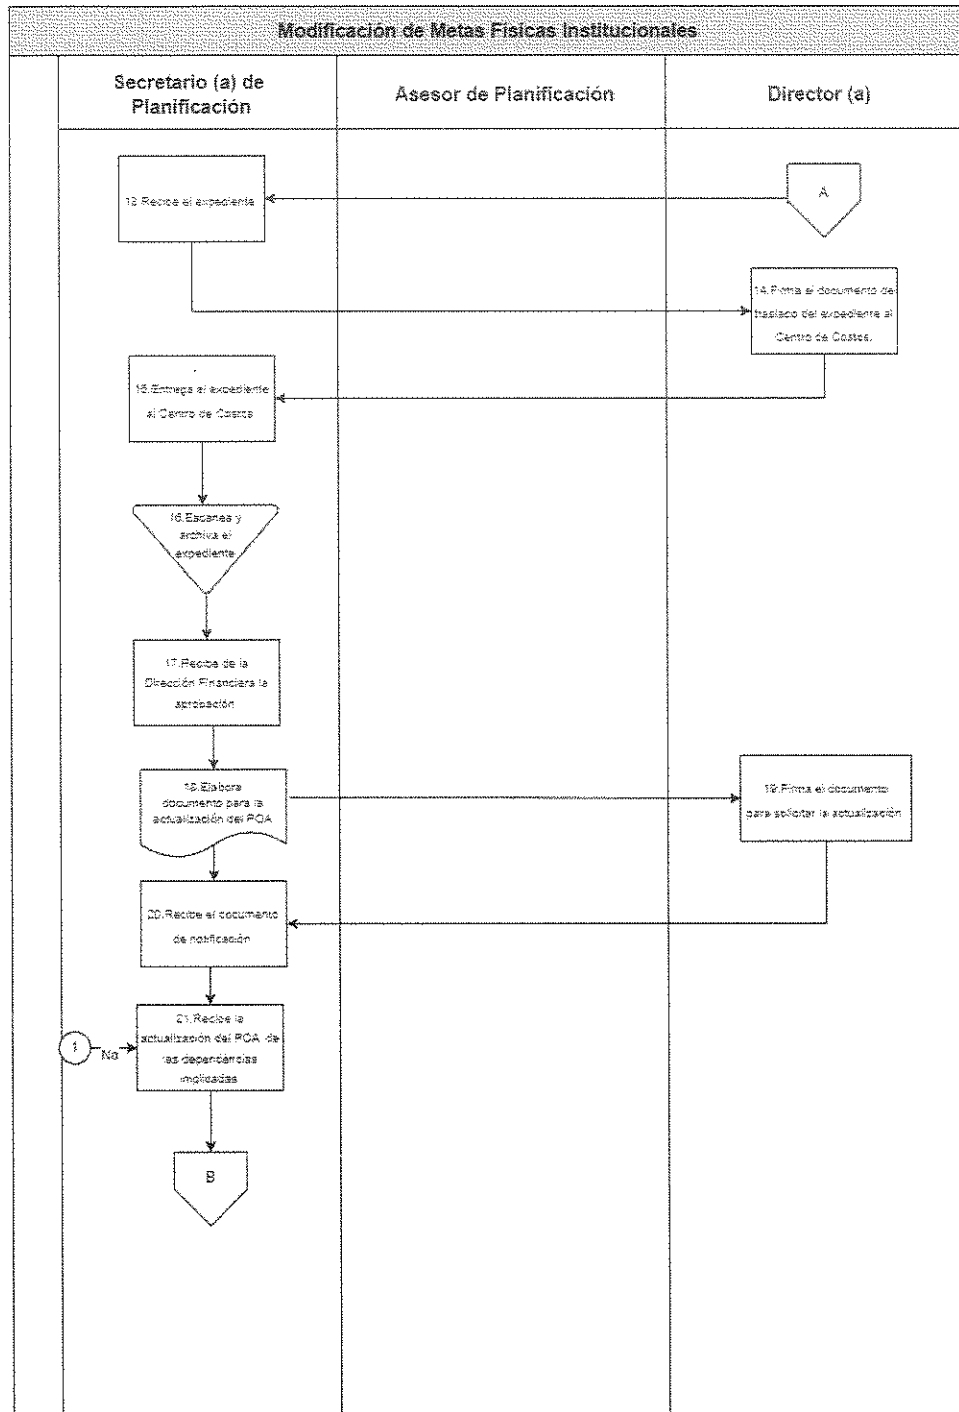 Modificación de Metas Físicas Institucionales
Secretario (a) de
Planificación
Asesor de Planificación
Director (a)
13.Recibe el expediente
A
14.Firma el documento de
traslado del expediente al
Centro de Costos.
15.Entrega el expediente
al Centro de Costos
16.Escanea y
archiva el
expediente
17.Recibe de la
Dirección Financiera la
aprobación
18.Elabora
documento para la
actualización del POA
19.Firma el documento
para solicitar la actualización
20.Recibe el documento
de notificación
21.Recibe la
actualización del POA de
las dependencias
implicadas
1
No
B